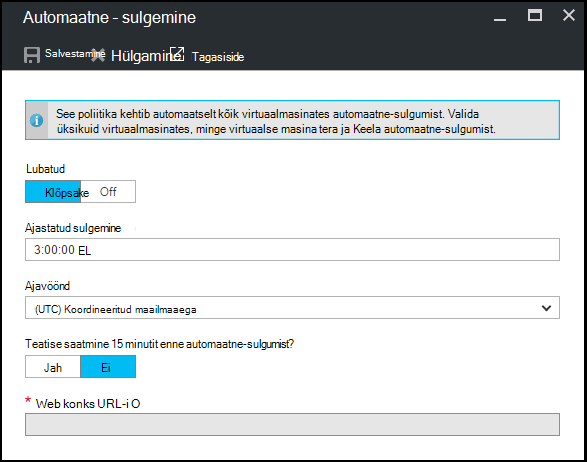 Automaatne - sulgemine
Salvestamine Hülgamine Tagasiside
See poliitika kehtib automaatselt kõik virtuaalmasinates automaatne-sulgumist. Valida
üksikuid virtuaalmasinates, minge virtuaalse masina tera ja Keela automaatne-sulgumist.
Lubatud
Klõpsake Off
Ajastatud sulgemine
3:00:00 EL
Ajavöönd
(UTC) Koordineeritud maailmaaega
Teatise saatmine 15 minutit enne automaatne-sulgumist?
Jah Ei
* Web konks URL-i O